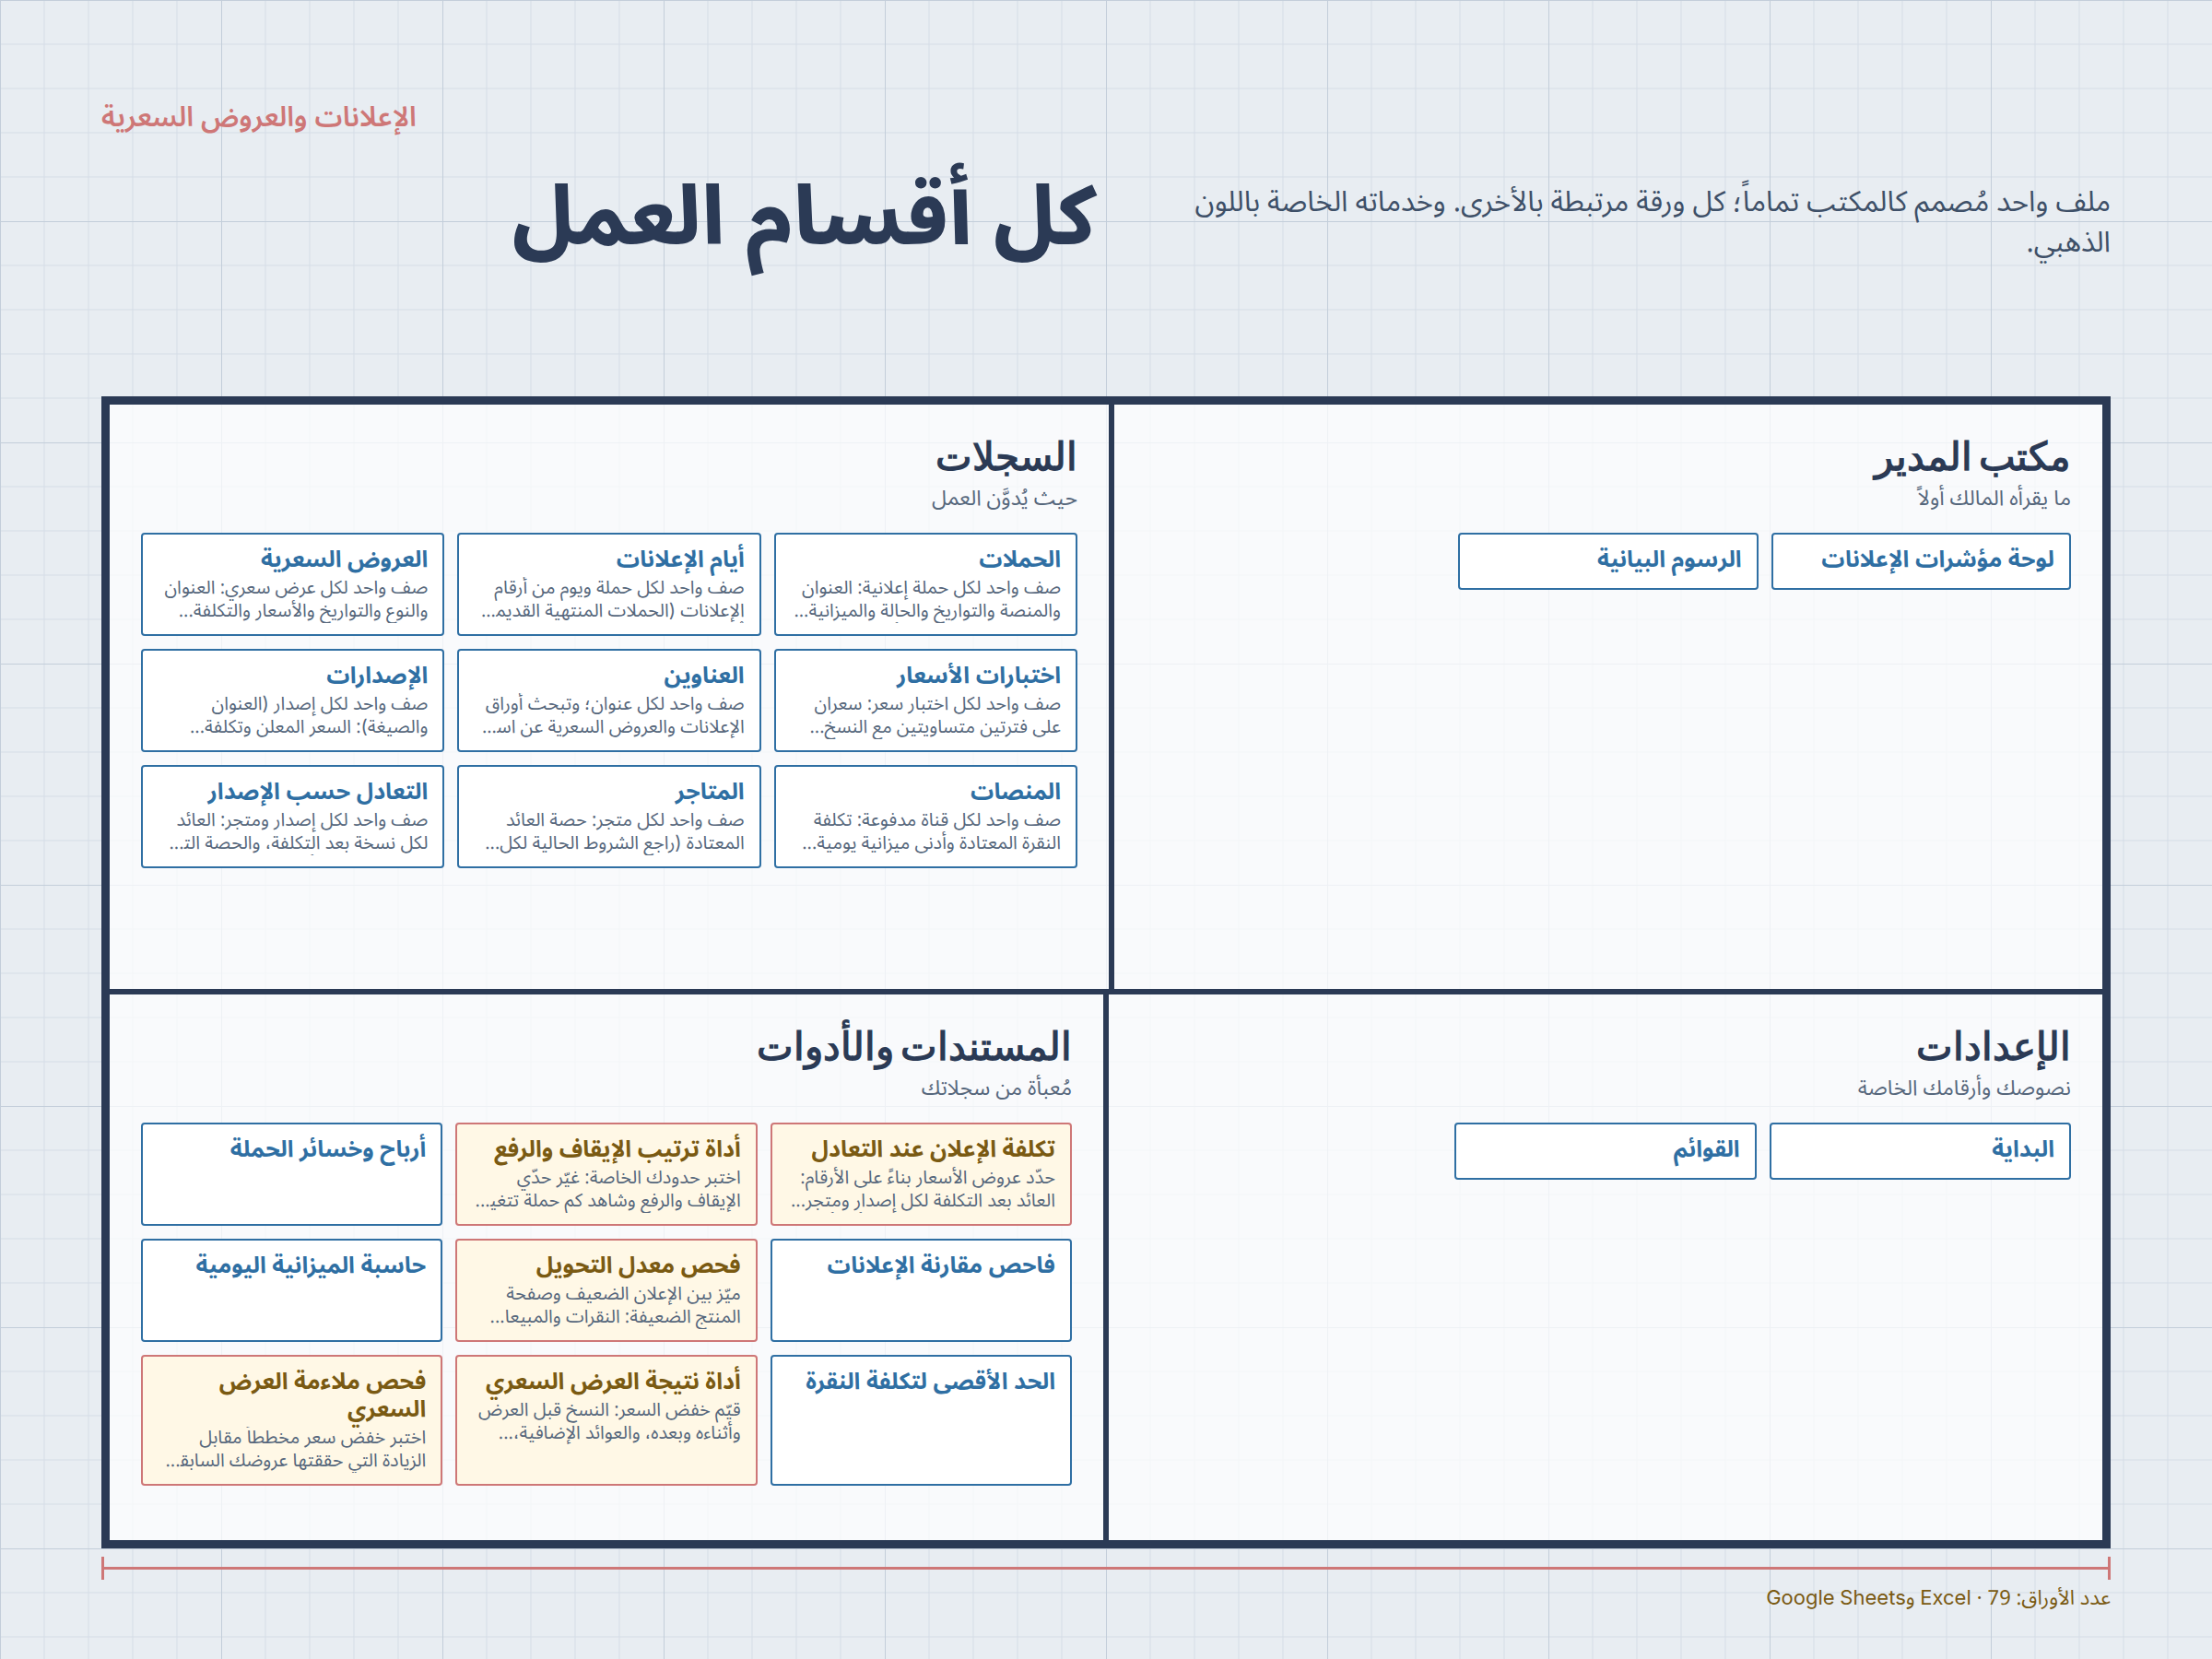 الإعلانات والعروض السعرية
كل أقسام العمل
ملف واحد مُصمم كالمكتب تماماً؛ كل ورقة مرتبطة بالأخرى. وخدماته الخاصة باللون
الذهبي.
مكتب المدير
ما يقرأه المالك أولاً
لوحة مؤشرات الإعلانات
الرسوم البيانية
السجلات
حيث يُدوَّن العمل
الحملات
صف واحد لكل حملة إعلانية: العنوان
والمنصة والتواريخ والحالة والميزانية...
أيام الإعلانات
صف واحد لكل حملة ويوم من أرقام
الإعلانات (الحملات المنتهية القديمـ...
العروض السعرية
صف واحد لكل عرض سعري: العنوان
والنوع والتواريخ والأسعار والتكلفة...
اختبارات الأسعار
صف واحد لكل اختبار سعر: سعران
على فترتين متساويتين مع النسخ...
العناوين
صف واحد لكل عنوان؛ وتبحث أوراق
الإعلانات والعروض السعرية عن اسـ...
الإصدارات
صف واحد لكل إصدار (العنوان
والصيغة): السعر المعلن وتكلفة...
المنصات
صف واحد لكل قناة مدفوعة: تكلفة
النقرة المعتادة وأدنى ميزانية يومية...
المتاجر
صف واحد لكل متجر: حصة العائد
المعتادة (راجع الشروط الحالية لكل...
التعادل حسب الإصدار
صف واحد لكل إصدار ومتجر: العائد
لكل نسخة بعد التكلفة، والحصة التـ...
الإعدادات
نصوصك وأرقامك الخاصة
البداية
القوائم
المستندات والأدوات
مُعبأة من سجلاتك
تكلفة الإعلان عند التعادل
حدّد عروض الأسعار بناءً على الأرقام:
العائد بعد التكلفة لكل إصدار ومتجر...
أداة ترتيب الإيقاف والرفع
اختبر حدودك الخاصة: غيّر حدّي
الإيقاف والرفع وشاهد كم حملة تتغيـ...
أرباح وخسائر الحملة
فاحص مقارنة الإعلانات
فحص معدل التحويل
ميّز بين الإعلان الضعيف وصفحة
المنتج الضعيفة: النقرات والمبيعا...
حاسبة الميزانية اليومية
الحد الأقصى لتكلفة النقرة
أداة نتيجة العرض السعري
قيّم خفض السعر: النسخ قبل العرض
وأثناءه وبعده، والعوائد الإضافية،...
فحص ملاءمة العرض
السعري
اختبر خفض سعر مخططاً مقابل
الزيادة التي حققتها عروضك السابقـ...
عدد الأوراق: 79 · Excel وGoogle Sheets